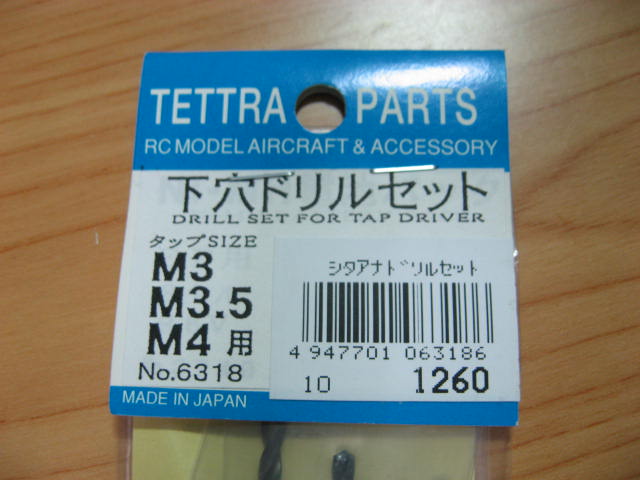 TETTRA PARTS
RC MODEL AIRCRAFT & ACCESSORY
下穴ドリルセット
DRILL SET FOR TAP DRIVER
タップSIZE
M3
M3.5
M4用
No.6318
シタアナドリルセット
4 947701 063186
10 1260
MADE IN JAPAN